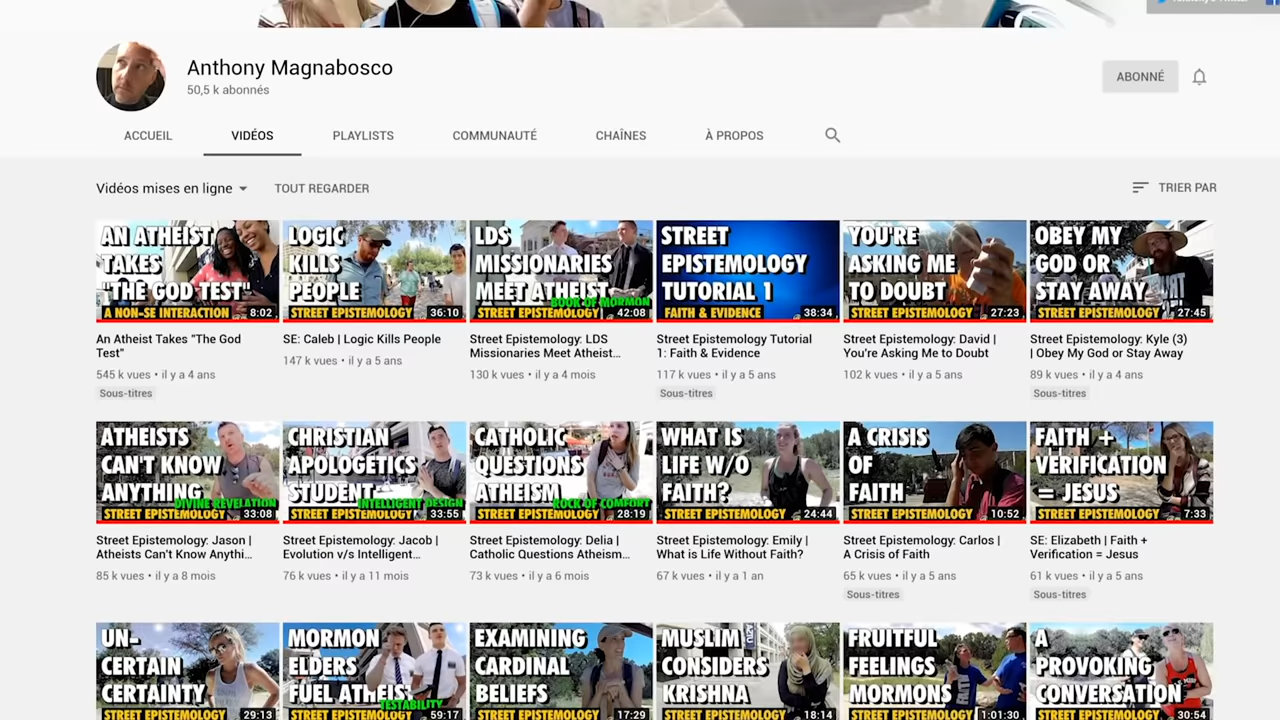 Anthony Magnabosco
50,5 k abonnés
ABONNÉ
ACCUEIL
VIDÉOS
PLAYLISTS
COMMUNAUTÉ
CHAÎNES
À PROPOS
Vidéos mises en ligne
TOUT REGARDER
TRIER PAR
AN ATHEIST
TAKES
"THE GOD TEST"
A NON-SE INTERACTION
8:02
An Atheist Takes "The God
Test"
545 k vues • il y a 4 ans
Sous-titres
LOGIC
KILLS
PEOPLE
STREET EPISTEMOLOGY
36:10
SE: Caleb | Logic Kills People
147 k vues • il y a 5 ans
LDS
MISSIONARIES
MEET ATHEIST
BOOK OF MORMON
STREET EPISTEMOLOGY
42:08
Street Epistemology: LDS
Missionaries Meet Atheist...
130 k vues • il y a 4 mois
STREET
EPISTEMOLOGY
TUTORIAL 1
FAITH & EVIDENCE
38:34
Street Epistemology Tutorial
1: Faith & Evidence
117 k vues • il y a 5 ans
Sous-titres
YOU'RE
ASKING ME
TO DOUBT
STREET EPISTEMOLOGY
27:23
Street Epistemology: David |
You're Asking Me to Doubt
102 k vues • il y a 5 ans
OBEY MY
GOD OR
STAY AWAY
STREET EPISTEMOLOGY
27:45
Street Epistemology: Kyle (3)
| Obey My God or Stay Away
89 k vues • il y a 4 ans
Sous-titres
ATHEISTS
CAN'T KNOW
ANYTHING
DIVINE REVELATION
STREET EPISTEMOLOGY
33:08
Street Epistemology: Jason |
Atheists Can't Know Anythi...
85 k vues • il y a 8 mois
CHRISTIAN
APOLOGETICS
STUDENT
INTELLIGENT DESIGN
STREET EPISTEMOLOGY
33:55
Street Epistemology: Jacob |
Evolution v/s Intelligent...
76 k vues • il y a 11 mois
CATHOLIC
QUESTIONS
ATHEISM
ROCK OF COMFORT
STREET EPISTEMOLOGY
28:19
Street Epistemology: Delia |
Catholic Questions Atheism...
73 k vues • il y a 6 mois
WHAT IS
LIFE W/O
FAITH?
STREET EPISTEMOLOGY
24:44
Street Epistemology: Emily |
What is Life Without Faith?
67 k vues • il y a 1 an
A CRISIS
OF
FAITH
STREET EPISTEMOLOGY
10:52
Street Epistemology: Carlos |
A Crisis of Faith
65 k vues • il y a 5 ans
Sous-titres
FAITH +
VERIFICATION
= JESUS
STREET EPISTEMOLOGY
7:33
SE: Elizabeth | Faith +
Verification = Jesus
61 k vues • il y a 5 ans
Sous-titres
UN-
CERTAIN
CERTAINTY
STREET EPISTEMOLOGY
29:13
MORMON
ELDERS
FUEL ATHEIST
TESTABILITY
STREET EPISTEMOLOGY
59:17
EXAMINING
CARDINAL
BELIEFS
STREET EPISTEMOLOGY
17:29
MUSLIM
CONSIDERS
KRISHNA
STREET EPISTEMOLOGY
18:14
FRUITFUL
FEELINGS
MORMONS
STREET EPISTEMOLOGY
1:01:30
A
PROVOKING
CONVERSATION
STREET EPISTEMOLOGY
30:54